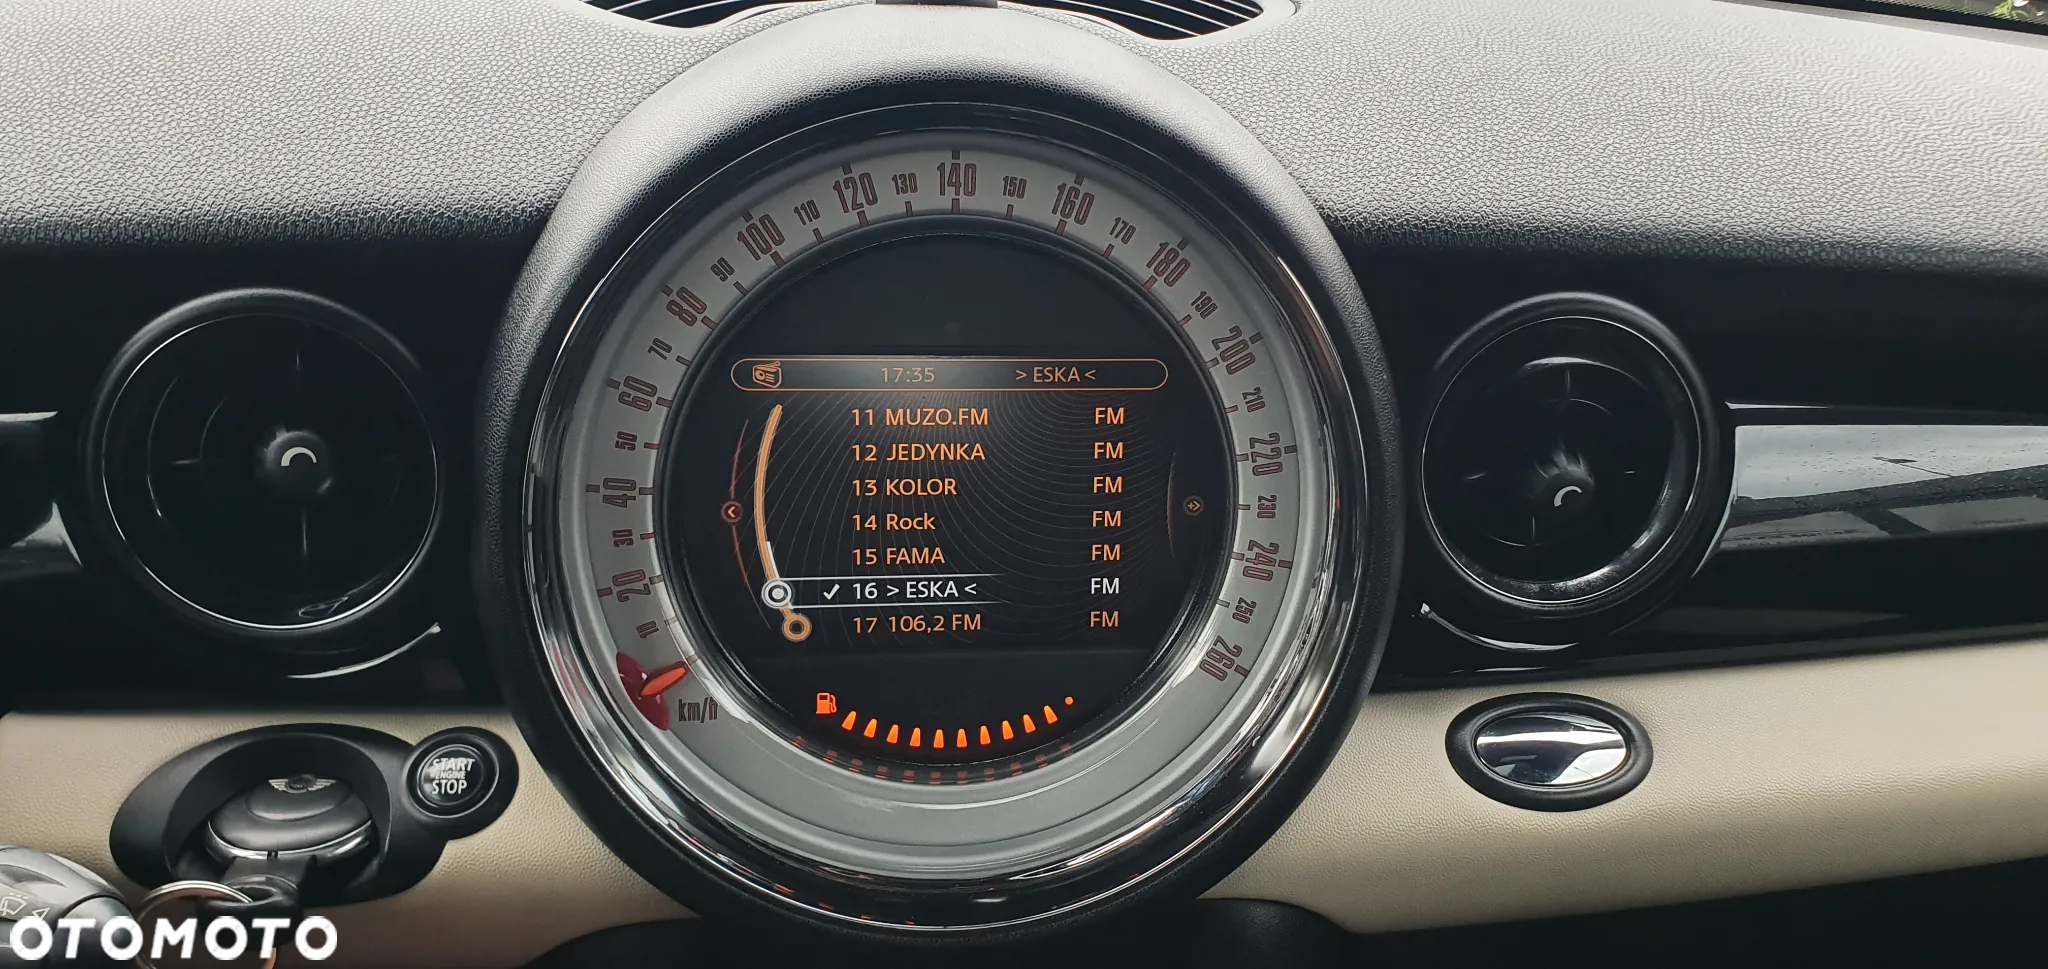 10 20 30 40 50 60 70 80 90 100 110 120 130 140 150 160 170 180 190 200 210 220 230 240 250 260
km/h
17:35 > ESKA <
11 MUZO.FM FM
12 JEDYNKA FM
13 KOLOR FM
14 Rock FM
15 FAMA FM
✓ 16 > ESKA < FM
17 106,2 FM FM
START
ENGINE
STOP
OTOMOTO